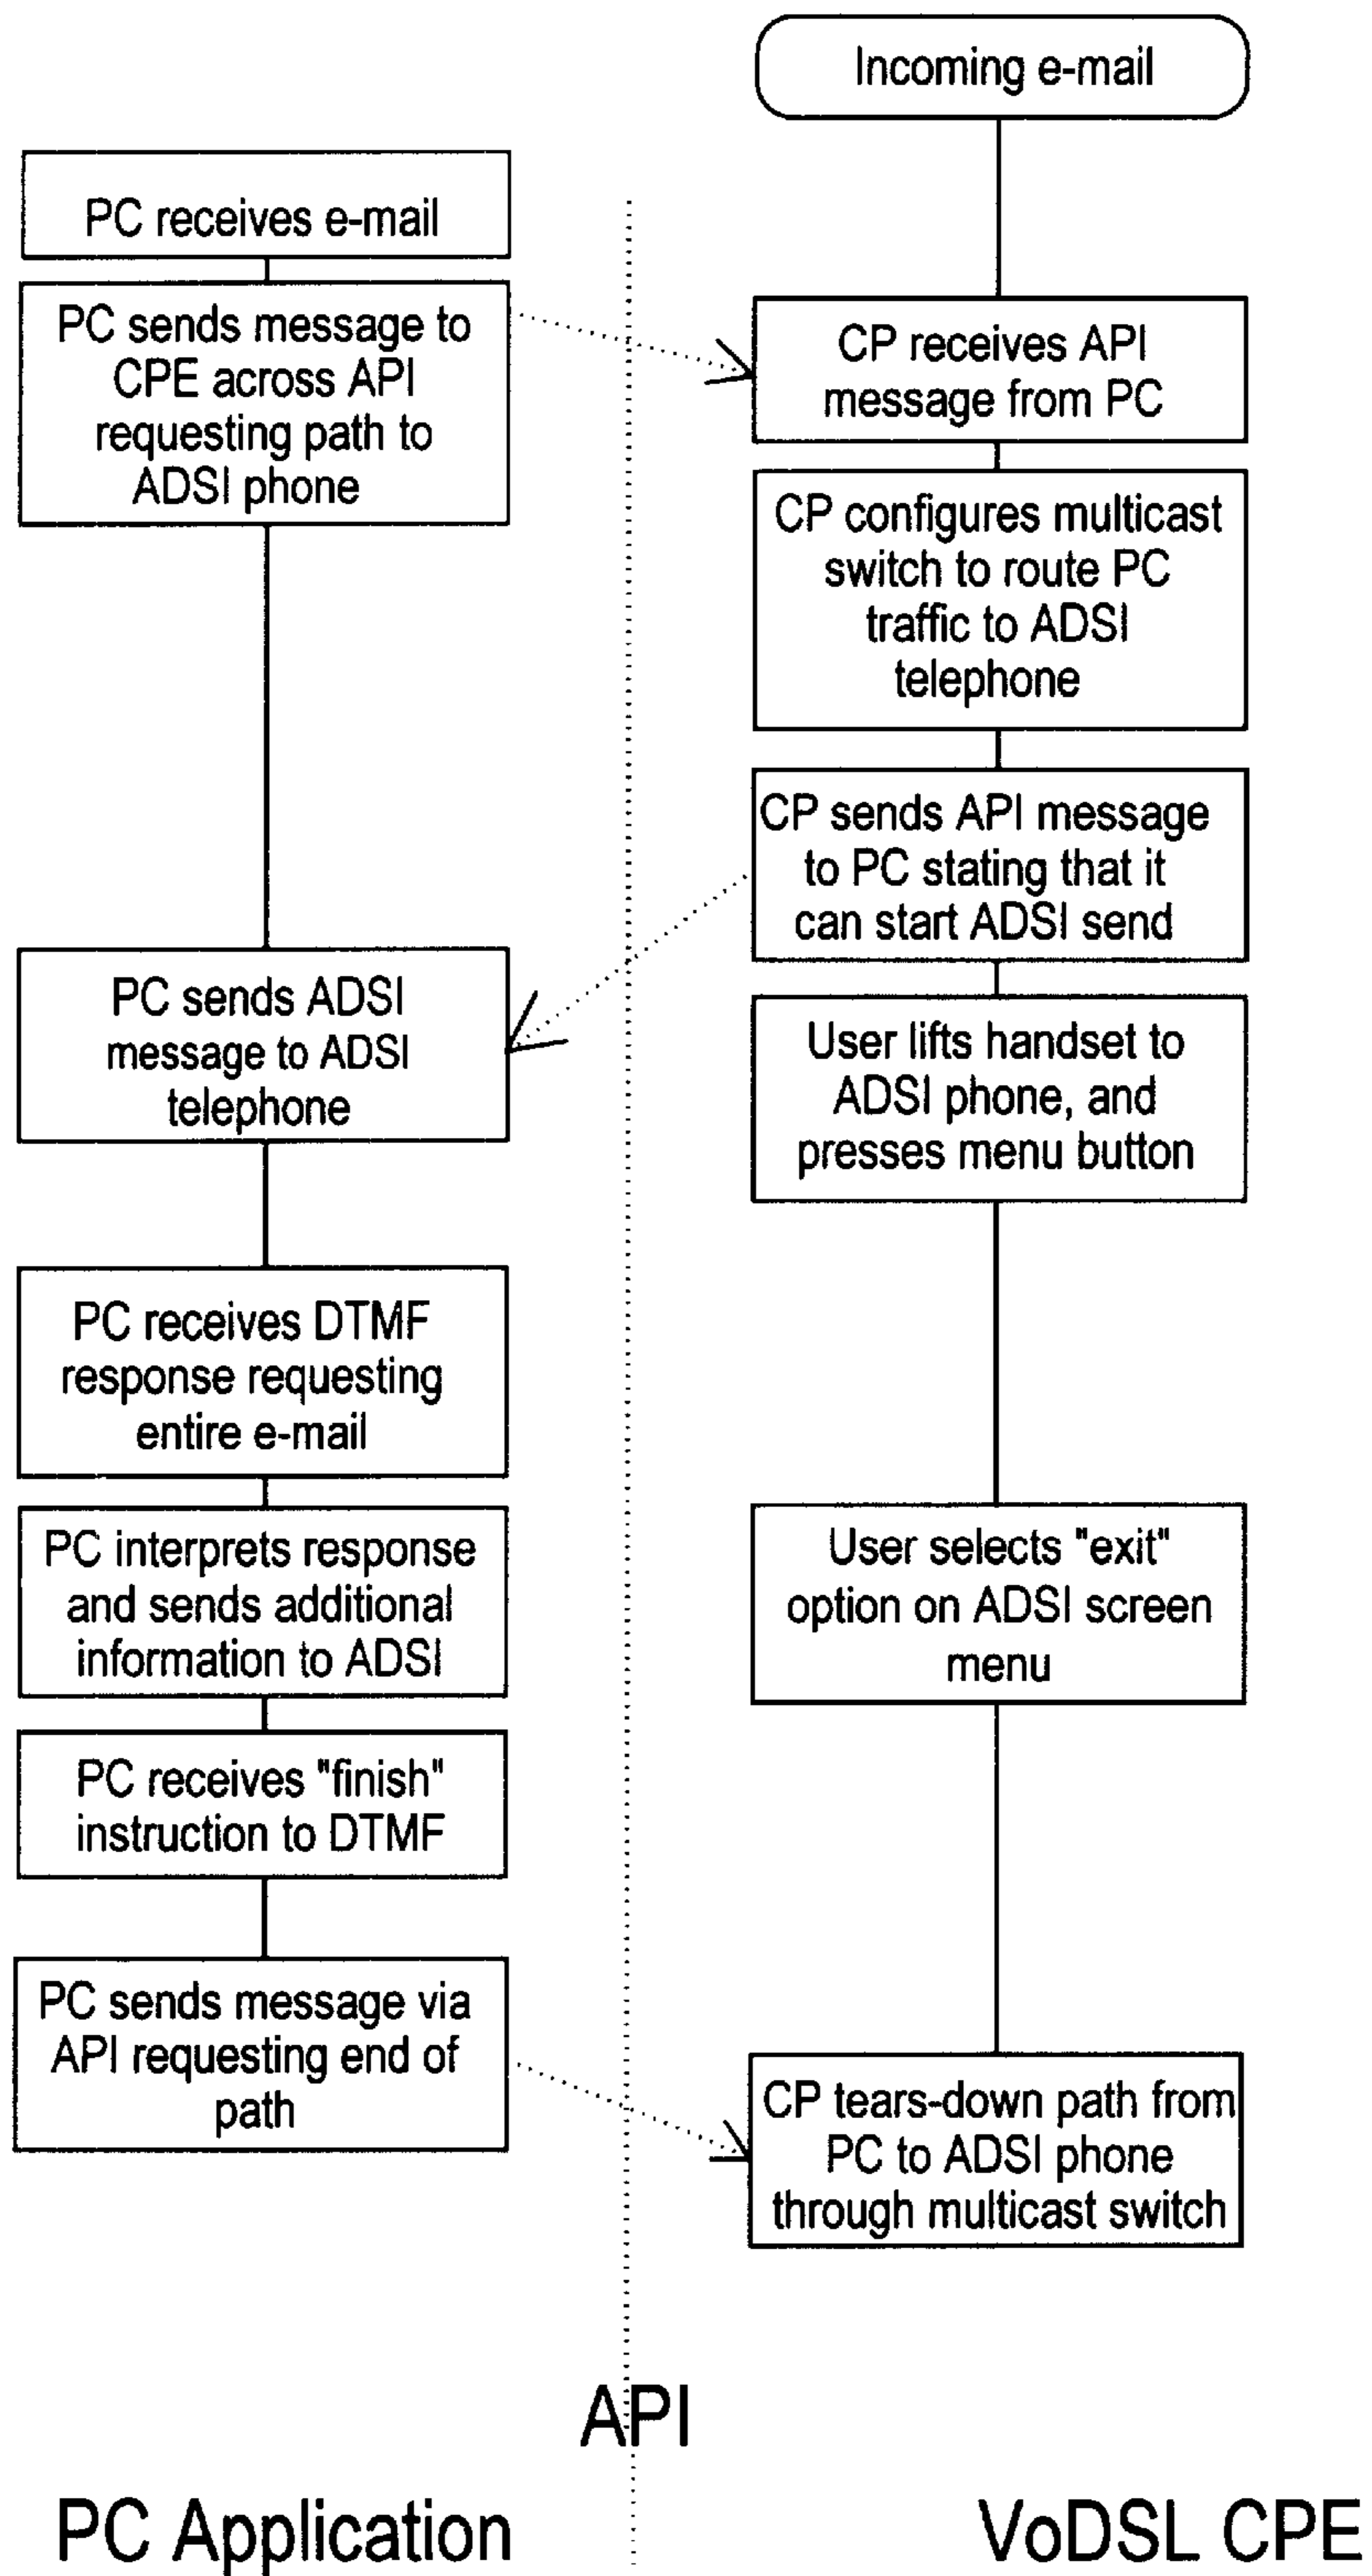 Incoming e-mail
PC receives e-mail
PC sends message to
CPE across API
requesting path to
ADSI phone
CP receives API
message from PC
CP configures multicast
switch to route PC
traffic to ADSI
telephone
CP sends API message
to PC stating that it
can start ADSI send
PC sends ADSI
message to ADSI
telephone
User lifts handset to
ADSI phone, and
presses menu button
PC receives DTMF
response requesting
entire e-mail
PC interprets response
and sends additional
information to ADSI
User selects "exit"
option on ADSI screen
menu
PC receives "finish"
instruction to DTMF
PC sends message via
API requesting end of
path
CP tears-down path from
PC to ADSI phone
through multicast switch
API
PC Application
VoDSL CPE